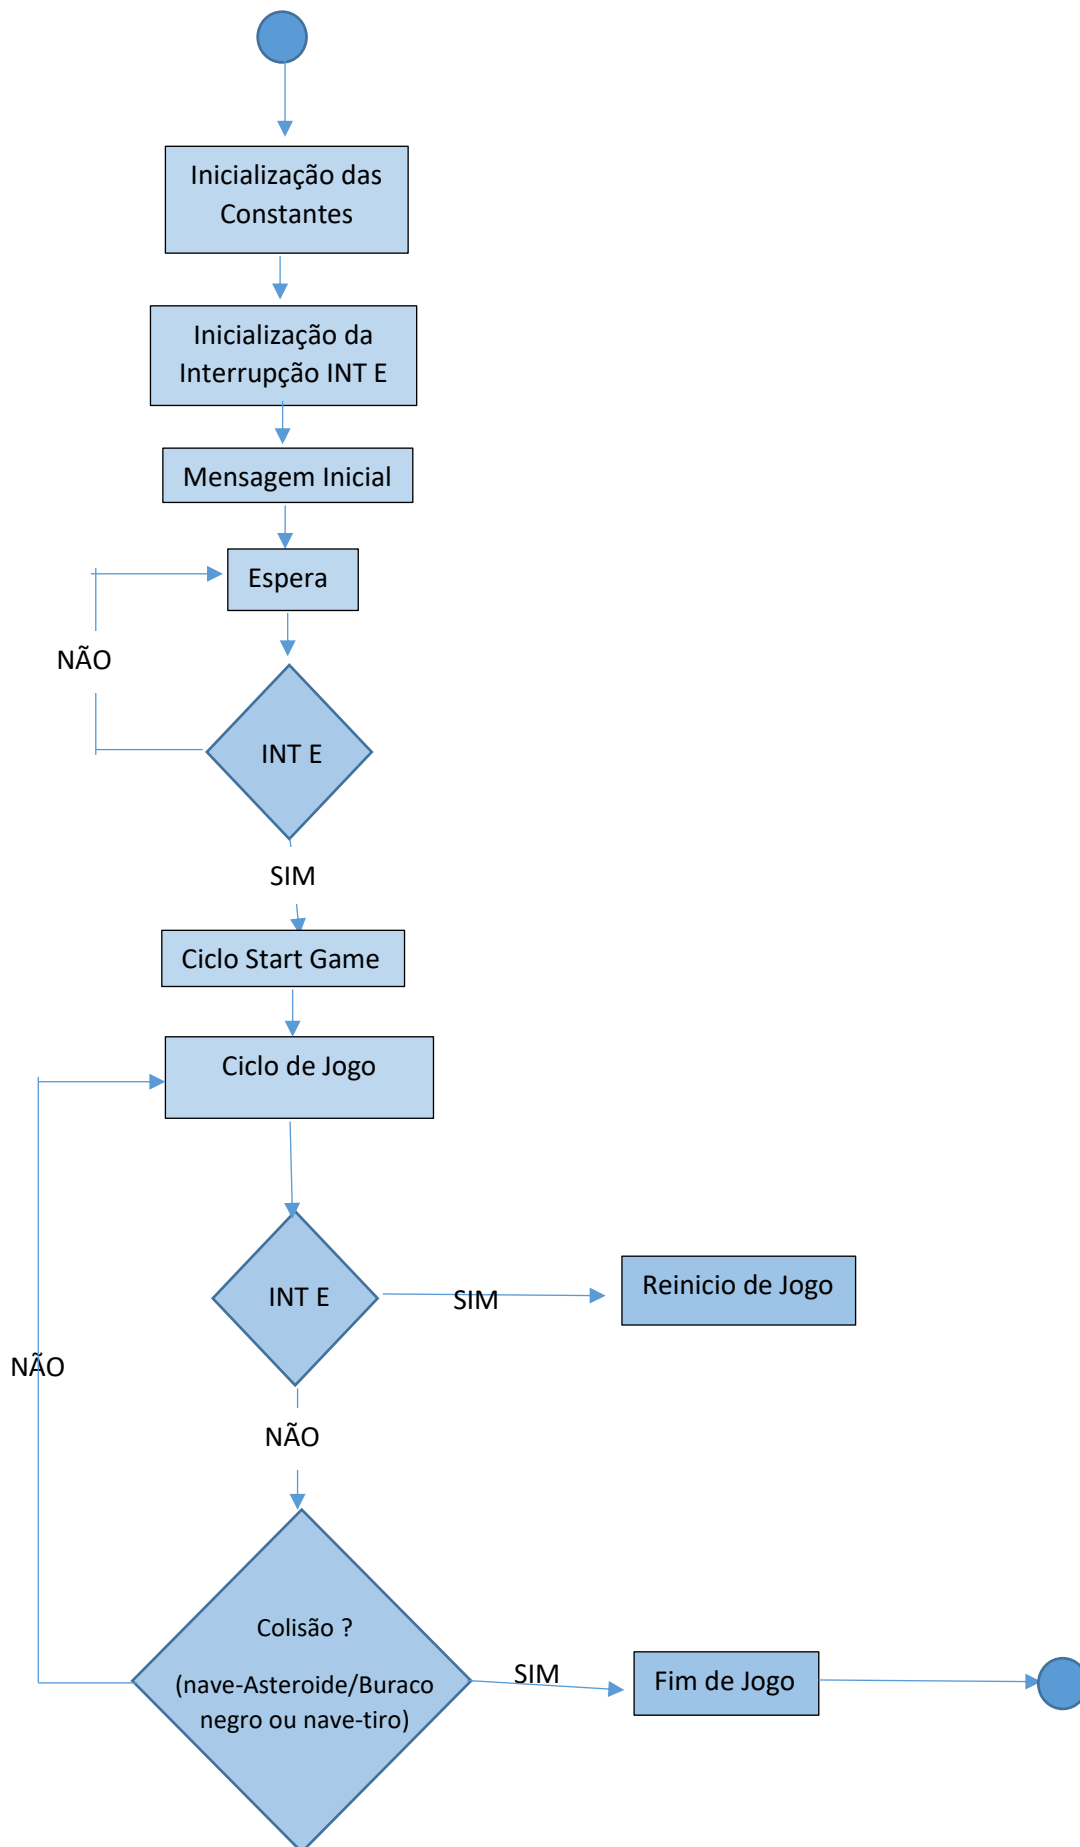 Inicialização das
Constantes
Inicialização da
Interrupção INT E
Mensagem Inicial
Espera
NÃO
INT E
SIM
Ciclo Start Game
Ciclo de Jogo
INT E
SIM
Reinicio de Jogo
NÃO
NÃO
Colisão ?
(nave-Asteroide/Buraco
negro ou nave-tiro)
SIM
Fim de Jogo